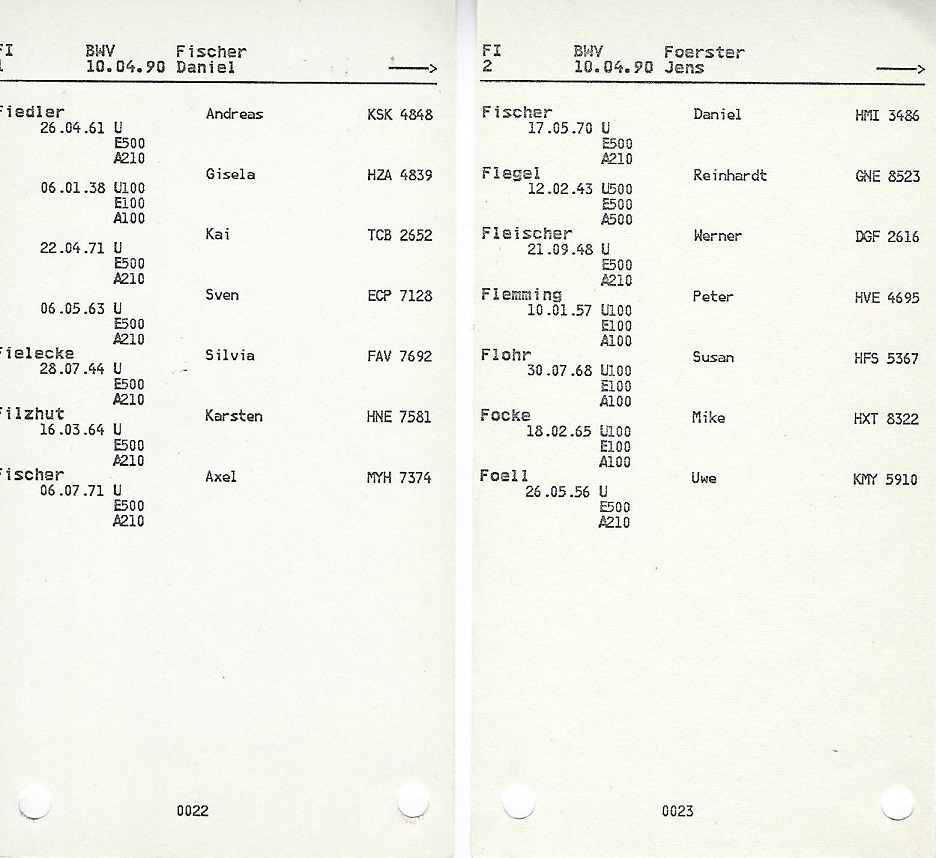 FI BWV Fischer
1 10.04.90 Daniel
Fiedler Andreas KSK 4848
26.04.61 U
E500
A210
Gisela HZA 4839
06.01.38 U100
E100
A100
Kai TCB 2652
22.04.71 U
E500
A210
Sven ECP 7128
06.05.63 U
E500
A210
Fielecke Silvia FAV 7692
28.07.44 U
E500
A210
Filzhut Karsten HNE 7581
16.03.64 U
E500
A210
Fischer Axel MYH 7374
06.07.71 U
E500
A210
0022
FI BWV Foerster
2 10.04.90 Jens
Fischer Daniel HMI 3486
17.05.70 U
E500
A210
Flegel Reinhardt GNE 8523
12.02.43 U500
E500
A500
Fleischer Werner DGF 2616
21.09.48 U
E500
A210
Flemming Peter HVE 4695
10.01.57 U100
E100
A100
Flohr Susan HFS 5367
30.07.68 U100
E100
A100
Focke Mike HXT 8322
18.02.65 U100
E100
A100
Foell Uwe KMY 5910
26.05.56 U
E500
A210
0023